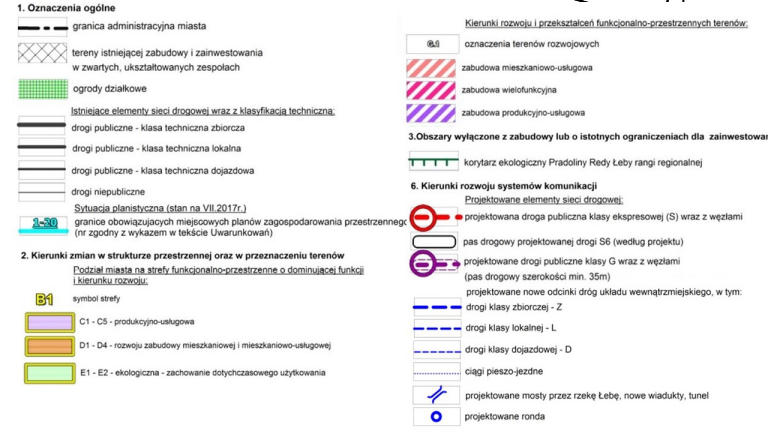 1. Oznaczenia ogólne
granica administracyjna miasta
tereny istniejącej zabudowy i zainwestowania
w zwartych, ukształtowanych zespołach
ogrody działkowe
Istniejące elementy sieci drogowej wraz z klasyfikacją techniczną:
drogi publiczne - klasa techniczna zbiorcza
drogi publiczne - klasa techniczna lokalna
drogi publiczne - klasa techniczna dojazdowa
drogi niepubliczne
Sytuacja planistyczna (stan na VII.2017r.)
1-20
granice obowiązujących miejscowych planów zagospodarowania przestrzennego
(nr zgodny z wykazem w tekście Uwarunkowań)
2. Kierunki zmian w strukturze przestrzennej oraz w przeznaczeniu terenów
Podział miasta na strefy funkcjonalno-przestrzenne o dominującej funkcji
i kierunku rozwoju:
B1 symbol strefy
C1 - C5 - produkcyjno-usługowa
D1 - D4 - rozwoju zabudowy mieszkaniowej i mieszkaniowo-usługowej
E1 - E2 - ekologiczna - zachowanie dotychczasowego użytkowania
Kierunki rozwoju i przekształceń funkcjonalno-przestrzennych terenów:
G.1 oznaczenia terenów rozwojowych
zabudowa mieszkaniowo-usługowa
zabudowa wielofunkcyjna
zabudowa produkcyjno-usługowa
3.Obszary wyłączone z zabudowy lub o istotnych ograniczeniach dla zainwestowan
korytarz ekologiczny Pradoliny Redy Łeby rangi regionalnej
6. Kierunki rozwoju systemów komunikacji
Projektowane elementy sieci drogowej:
projektowana droga publiczna klasy ekspresowej (S) wraz z węzłami
pas drogowy projektowanej drogi S6 (według projektu)
projektowane drogi publiczne klasy G wraz z węzłami
(pas drogowy szerokości min. 35m)
projektowane nowe odcinki dróg układu wewnątrzmiejskiego, w tym:
drogi klasy zbiorczej - Z
drogi klasy lokalnej - L
drogi klasy dojazdowej - D
ciągi pieszo-jezdne
projektowane mosty przez rzekę Łebę, nowe wiadukty, tunel
projektowane ronda